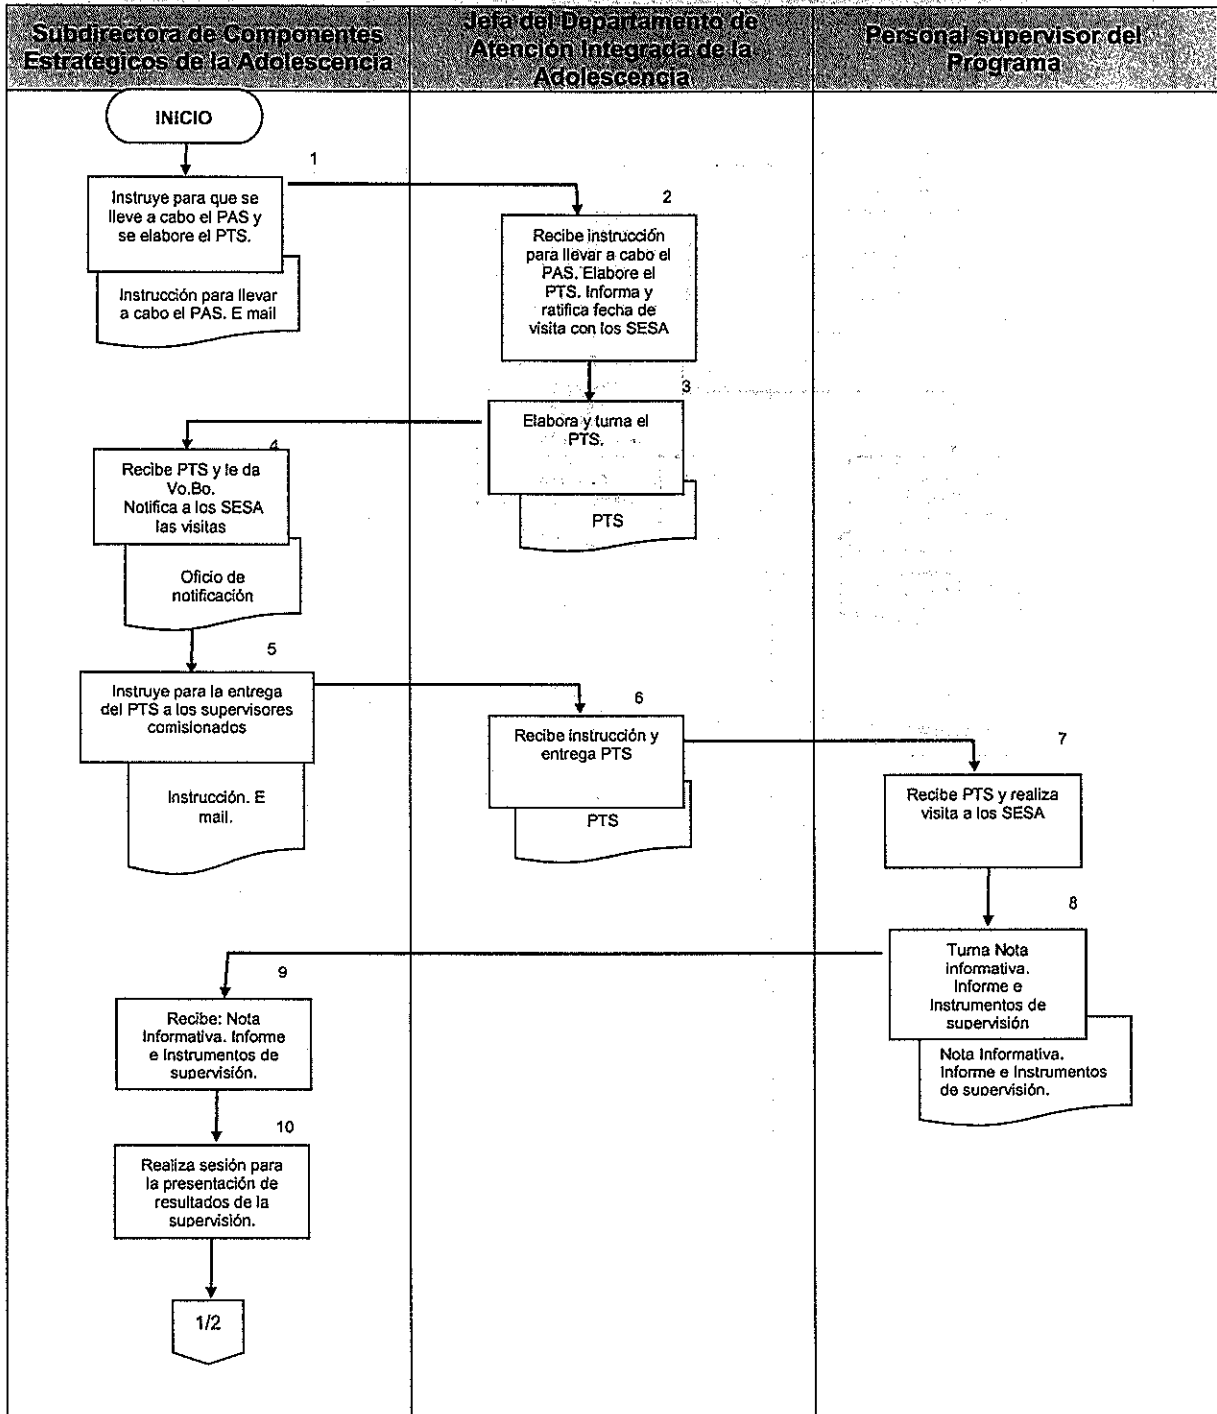 Subdirectora de Componentes
Estratégicos de la Adolescencia
Jefa del Departamento de
Atención Integrada de la
Adolescencia
Personal supervisor del
Programa
INICIO
1
Instruye para que se
lleve a cabo el PAS y
se elabore el PTS.
Instrucción para llevar
a cabo el PAS. E mail
2
Recibe instrucción
para llevar a cabo el
PAS. Elabore el
PTS. Informa y
ratifica fecha de
visita con los SESA
3
Elabora y turna el
PTS.
PTS
4
Recibe PTS y le da
Vo.Bo.
Notifica a los SESA
las visitas
Oficio de
notificación
5
Instruye para la entrega
del PTS a los supervisores
comisionados
Instrucción. E
mail.
6
Recibe instrucción y
entrega PTS
PTS
7
Recibe PTS y realiza
visita a los SESA
8
Turna Nota
informativa.
Informe e
Instrumentos de
supervisión
Nota Informativa.
Informe e Instrumentos
de supervisión.
9
Recibe: Nota
Informativa. Informe
e Instrumentos de
supervisión.
10
Realiza sesión para
la presentación de
resultados de la
supervisión.
1/2